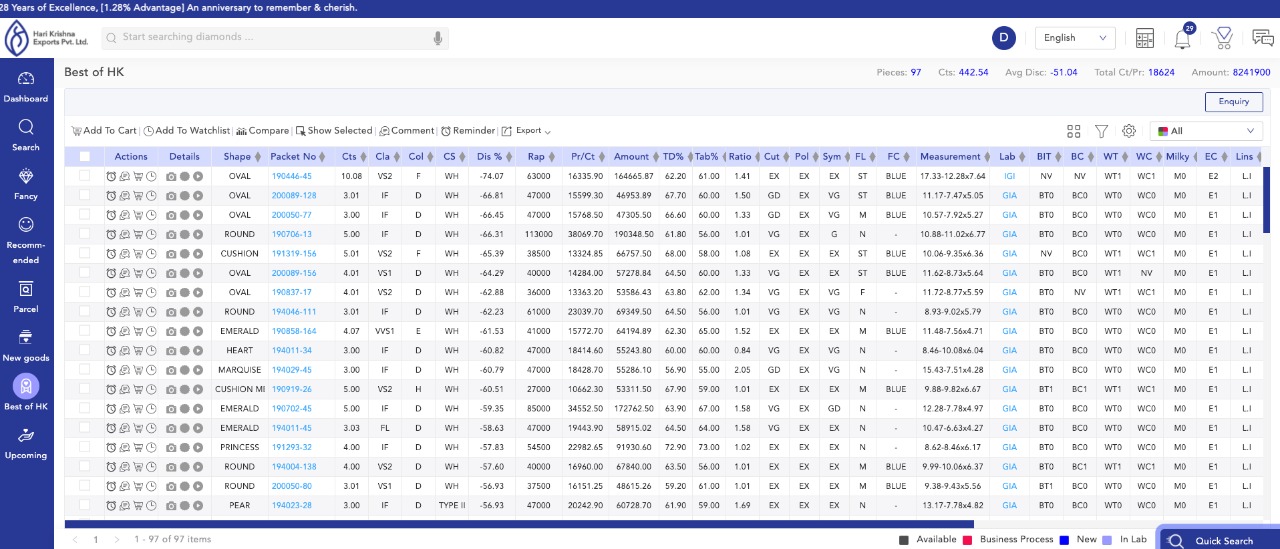 28 Years of Excellence, [1.28% Advantage] An anniversary to remember & cherish.
Hari Krishna
Exports Pvt. Ltd.
Start searching diamonds ...
D
English
29
Best of HK
Pieces: 97 Cts: 442.54 Avg Disc: -51.04 Total Ct/Pr: 18624 Amount: 8241900
Enquiry
Dashboard
Search
Fancy
Recomm-
ended
Parcel
New goods
Best of HK
Upcoming
Add To Cart Add To Watchlist Compare Show Selected Comment Reminder Export
All
Actions Details Shape Packet No Cts Cla Col CS Dis % Rap Pr/Ct Amount TD% Tab% Ratio Cut Pol Sym FL FC Measurement Lab BIT BC WT WC Milky EC Lins
OVAL 190446-45 10.08 VS2 F WH -74.07 63000 16335.90 164665.87 62.20 61.00 1.41 EX EX EX ST BLUE 17.33-12.28x7.64 IGI NV NV WT1 WC1 M0 E2 L.I
OVAL 200089-128 3.01 IF D WH -66.81 47000 15599.30 46953.89 67.70 60.00 1.50 GD EX VG ST BLUE 11.17-7.47x5.05 GIA BT0 BC0 WT0 WC0 M0 E1 L.I
OVAL 200050-77 3.00 IF D WH -66.45 47000 15768.50 47305.50 66.60 60.00 1.33 GD EX VG M BLUE 10.57-7.92x5.27 GIA BT0 BC0 WT0 WC0 M0 E1 L.I
ROUND 190706-13 5.00 IF D WH -66.31 113000 38069.70 190348.50 61.80 56.00 1.01 VG EX G N - 10.88-11.02x6.77 GIA BT0 BC0 WT0 WC0 M0 E1 L.I
CUSHION 191319-156 5.01 VS2 F WH -65.39 38500 13324.85 66757.50 68.00 58.00 1.08 EX EX EX ST BLUE 10.06-9.35x6.36 GIA NV BC0 WT1 WC0 M0 E1 L.I
OVAL 200089-156 4.01 VS1 D WH -64.29 40000 14284.00 57278.84 64.50 60.00 1.33 VG EX EX ST BLUE 11.62-8.73x5.64 GIA BT0 BC0 WT1 NV M0 E1 L.I
OVAL 190837-17 4.01 VS2 D WH -62.88 36000 13363.20 53586.43 63.80 62.00 1.34 VG EX VG F - 11.72-8.77x5.59 GIA BT0 NV WT1 WC0 M0 E1 L.I
ROUND 194046-111 3.01 IF D WH -62.23 61000 23039.70 69349.50 64.50 56.00 1.01 VG EX VG N - 8.93-9.02x5.79 GIA BT0 BC0 WT0 WC0 M0 E1 L.I
EMERALD 190858-164 4.07 VVS1 E WH -61.53 41000 15772.70 64194.89 62.30 65.00 1.52 EX EX EX M BLUE 11.48-7.56x4.71 GIA BT0 BC0 WT0 WC0 M0 E1 L.I
HEART 194011-34 3.00 IF D WH -60.82 47000 18414.60 55243.80 60.00 60.00 0.84 VG EX VG N - 8.46-10.08x6.04 GIA BT0 BC0 WT0 WC0 M0 E1 L.I
MARQUISE 194029-45 3.00 IF D WH -60.79 47000 18428.70 55286.10 56.90 55.00 2.05 GD EX VG N - 15.43-7.51x4.28 GIA BT0 BC0 WT0 WC0 M0 E1 L.I
CUSHION MI 190919-26 5.00 VS2 H WH -60.51 27000 10662.30 53311.50 67.90 59.00 1.01 EX EX EX M BLUE 9.88-9.82x6.67 GIA BT1 BC1 WT1 WC0 M0 E1 L.I
EMERALD 190702-45 5.00 IF D WH -59.35 85000 34552.50 172762.50 63.90 67.00 1.58 VG EX GD N - 12.28-7.78x4.97 GIA BT0 BC0 WT0 WC0 M0 E1 L.I
EMERALD 194011-45 3.03 FL D WH -58.63 47000 19443.90 58915.02 64.50 64.00 1.58 VG EX EX N - 10.47-6.63x4.27 GIA BT0 BC0 WT0 WC0 M0 E1 L.I
PRINCESS 191293-32 4.00 IF D WH -57.83 54500 22982.65 91930.60 72.90 73.00 1.02 EX EX EX N - 8.62-8.46x6.17 GIA BT0 BC0 WT0 WC0 M0 E1 L.I
ROUND 194004-138 4.00 VS2 D WH -57.60 40000 16960.00 67840.00 63.50 56.00 1.01 EX EX EX M BLUE 9.99-10.06x6.37 GIA BT0 BC1 WT1 WC0 M0 E1 L.I
ROUND 200050-80 3.01 VS1 D WH -56.93 37500 16151.25 48615.26 59.20 61.00 1.01 EX EX EX M BLUE 9.38-9.43x5.56 GIA BT1 BC0 WT0 WC0 M0 E1 L.I
PEAR 194023-28 3.00 IF D TYPE II -56.93 47000 20242.90 60728.70 61.90 59.00 1.69 EX EX EX N - 13.17-7.78x4.82 GIA BT0 BC0 WT0 WC0 M0 E1 L.I
1 1 - 97 of 97 items Available Business Process New In Lab Quick Search